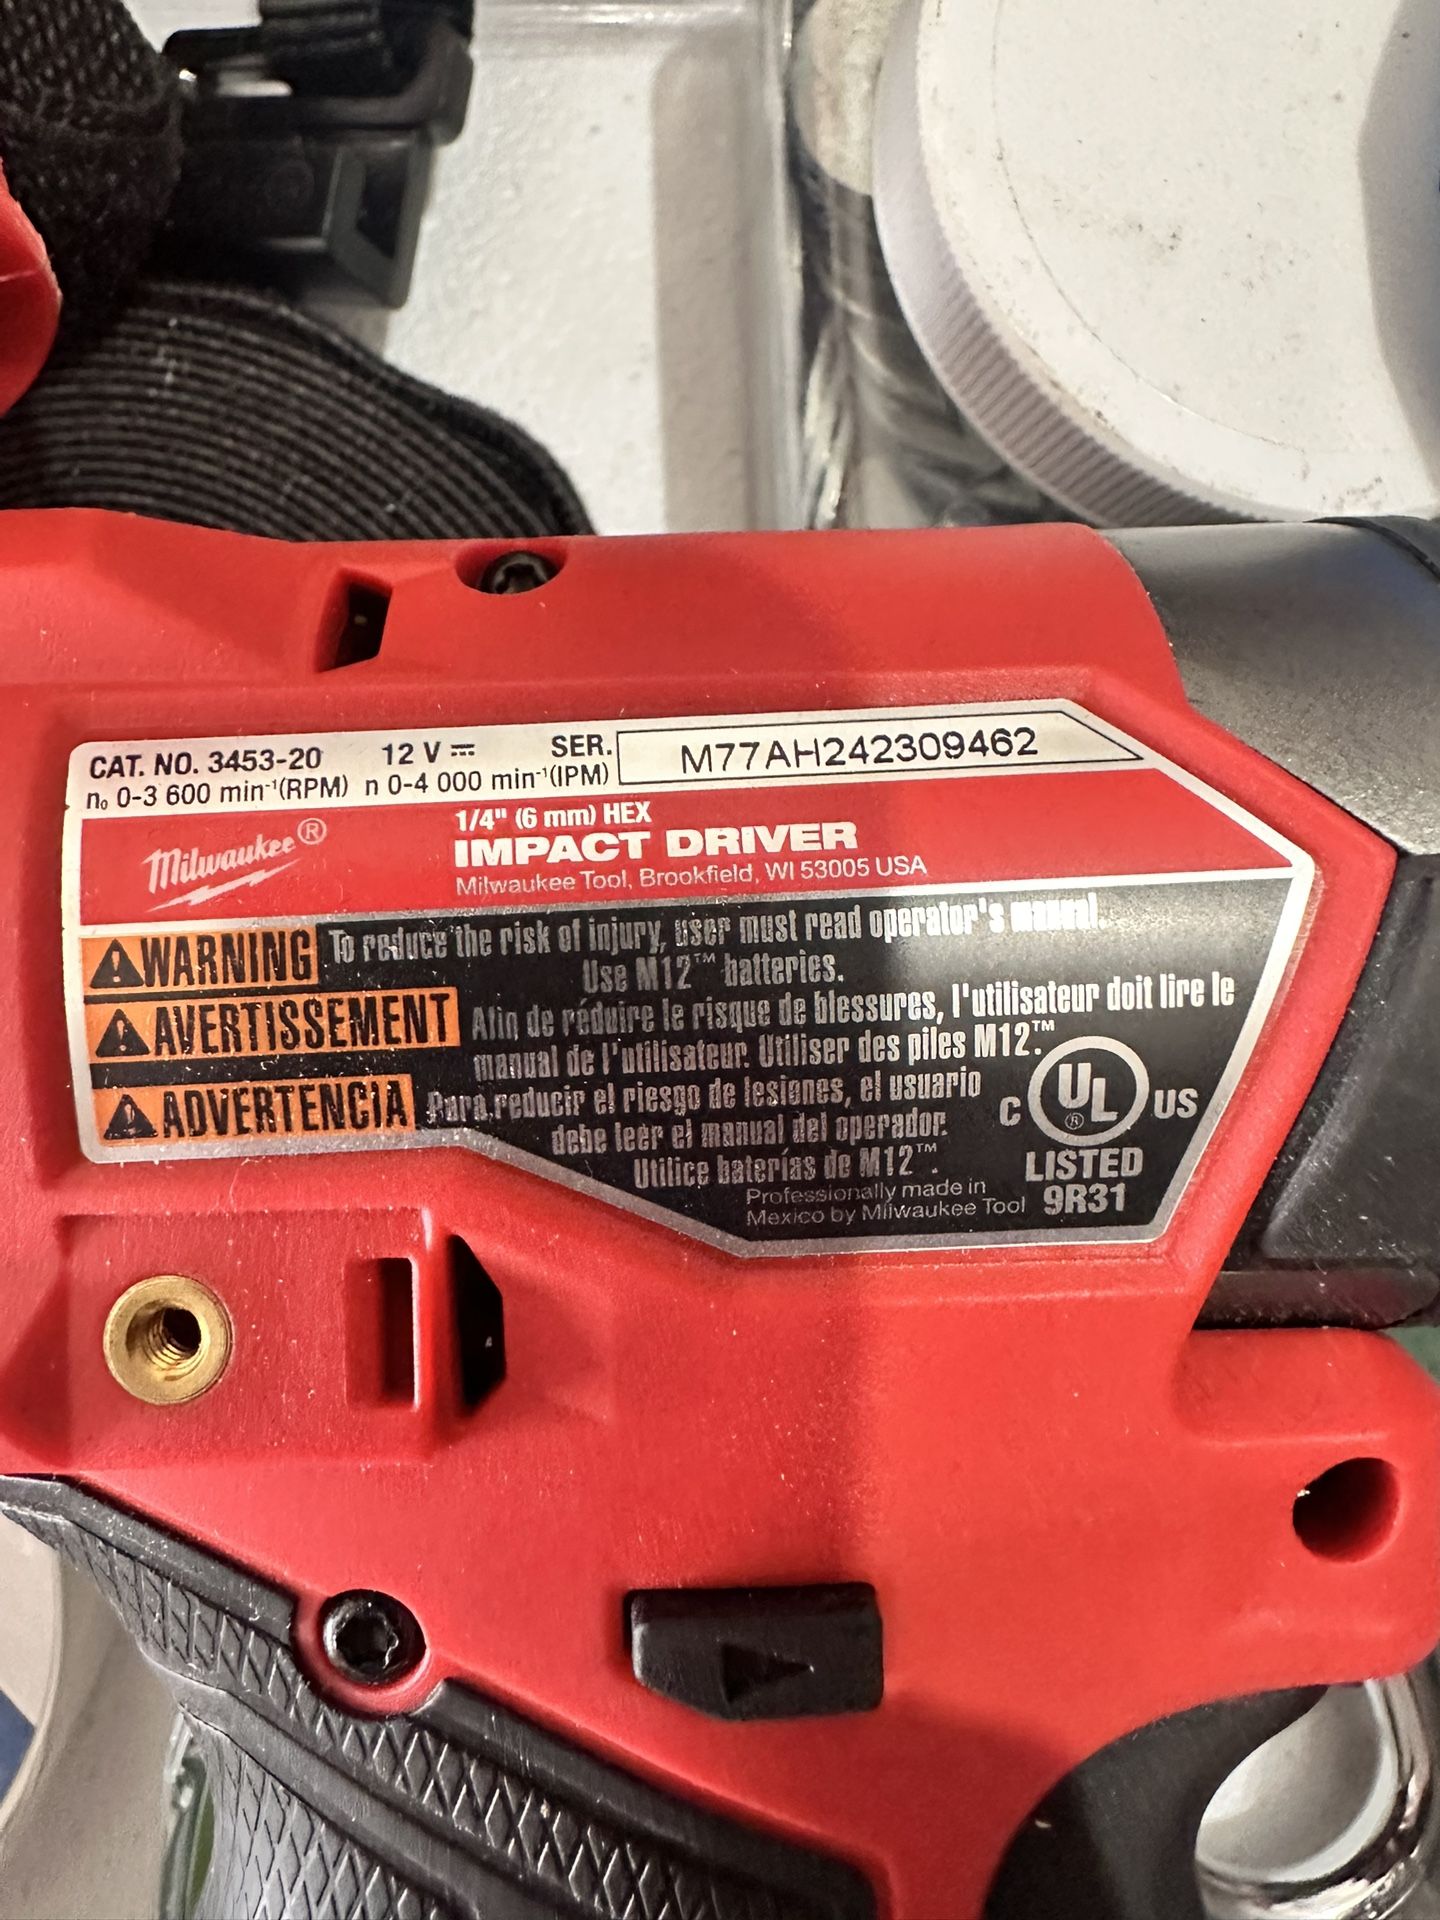 CAT. NO. 3453-20 12 V ⎓ SER. M77AH242309462
n₀ 0-3 600 min⁻¹(RPM) n 0-4 000 min⁻¹(IPM)
Milwaukee®
1/4" (6 mm) HEX
IMPACT DRIVER
Milwaukee Tool, Brookfield, WI 53005 USA
⚠WARNING To reduce the risk of injury, user must read operator's manual.
Use M12™ batteries.
⚠AVERTISSEMENT Afin de réduire le risque de blessures, l'utilisateur doit lire le
manual de l'utilisateur. Utiliser des piles M12™.
⚠ADVERTENCIA Para reducir el riesgo de lesiones, el usuario
debe leer el manual del operador.
Utilice baterías de M12™.
Professionally made in
Mexico by Milwaukee Tool
C UL® US
LISTED
9R31